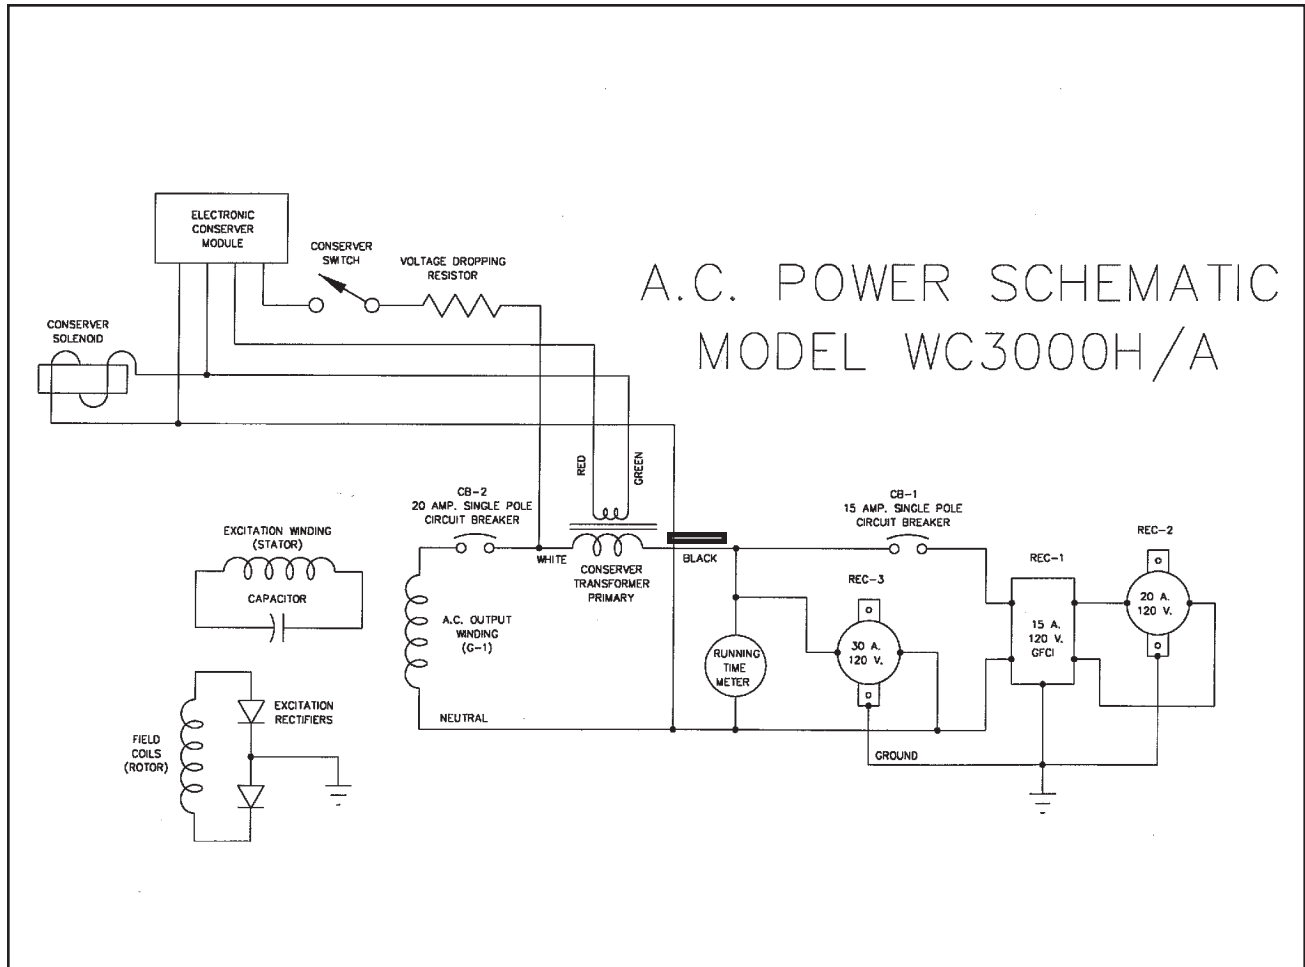 A.C. POWER SCHEMATIC
MODEL WC3000H/A
ELECTRONIC
CONSERVER
MODULE
CONSERVER
SWITCH
VOLTAGE DROPPING
RESISTOR
CONSERVER
SOLENOID
RED
GREEN
CB-2
20 AMP. SINGLE POLE
CIRCUIT BREAKER
CB-1
15 AMP. SINGLE POLE
CIRCUIT BREAKER
EXCITATION WINDING
(STATOR)
CAPACITOR
WHITE
CONSERVER
TRANSFORMER
PRIMARY
BLACK
REC-3
REC-1
REC-2
A.C. OUTPUT
WINDING
(G-1)
RUNNING
TIME
METER
30 A.
120 V.
15 A.
120 V.
GFCI
20 A.
120 V.
NEUTRAL
GROUND
EXCITATION
RECTIFIERS
FIELD
COILS
(ROTOR)